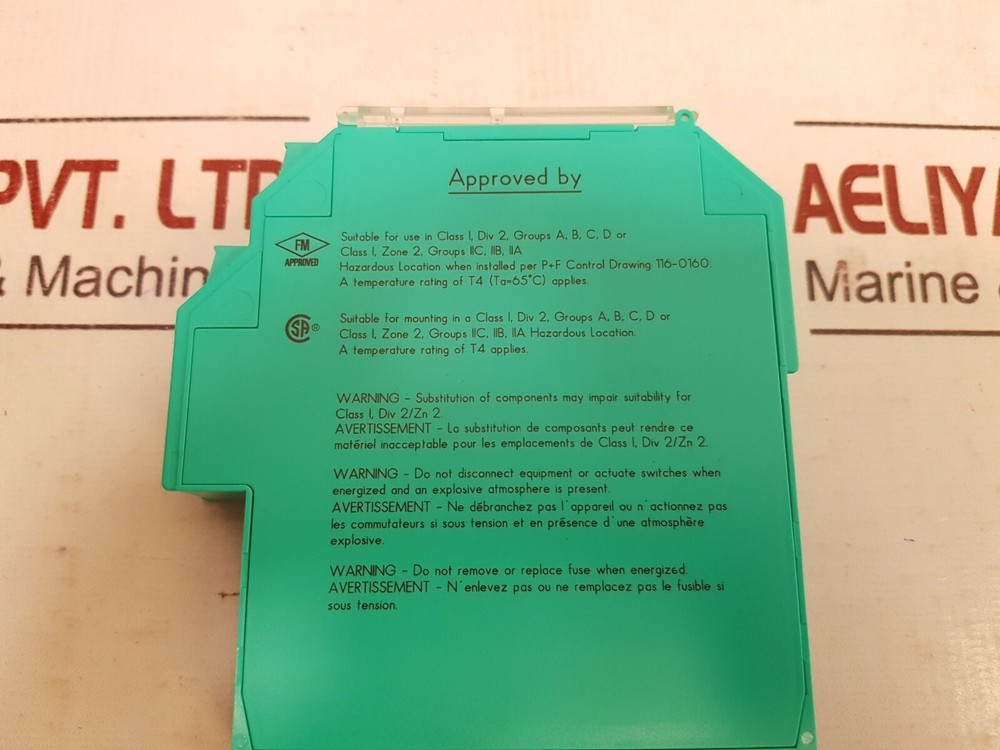 PVT. LTD
& Machin
AELIYA
Marine
Approved by
FM
APPROVED
Suitable for use in Class I, Div 2, Groups A, B, C, D or
Class I, Zone 2, Groups IIC, IIB, IIA
Hazardous Location when installed per P+F Control Drawing 116-0160.
A temperature rating of T4 (Ta=65°C) applies.
SA®
Suitable for mounting in a Class I, Div 2, Groups A, B, C, D or
Class I, Zone 2, Groups IIC, IIB, IIA Hazardous Location.
A temperature rating of T4 applies.
WARNING - Substitution of components may impair suitability for
Class I, Div 2/Zn 2.
AVERTISSEMENT - La substitution de composants peut rendre ce
matériel inacceptable pour les emplacements de Class I, Div 2/Zn 2.
WARNING - Do not disconnect equipment or actuate switches when
energized and an explosive atmosphere is present.
AVERTISSEMENT - Ne débranchez pas l'appareil ou n'actionnez pas
les commutateurs si sous tension et en présence d'une atmosphère
explosive.
WARNING - Do not remove or replace fuse when energized.
AVERTISSEMENT - N'enlevez pas ou ne remplacez pas le fusible si
sous tension.